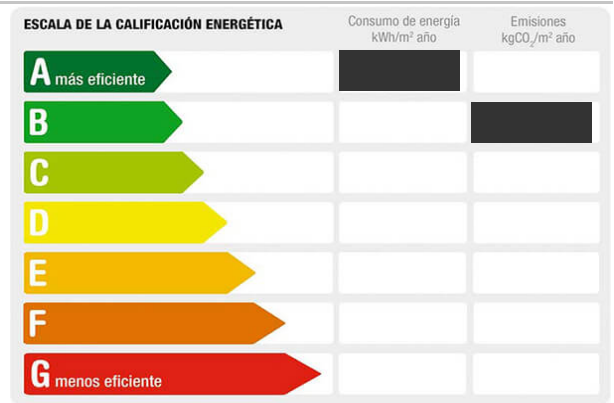 ESCALA DE LA CALIFICACIÓN ENERGÉTICA
Consumo de energía
kWh/m² año
Emisiones
kgCO₂/m² año
A más eficiente
B
C
D
E
F
G menos eficiente